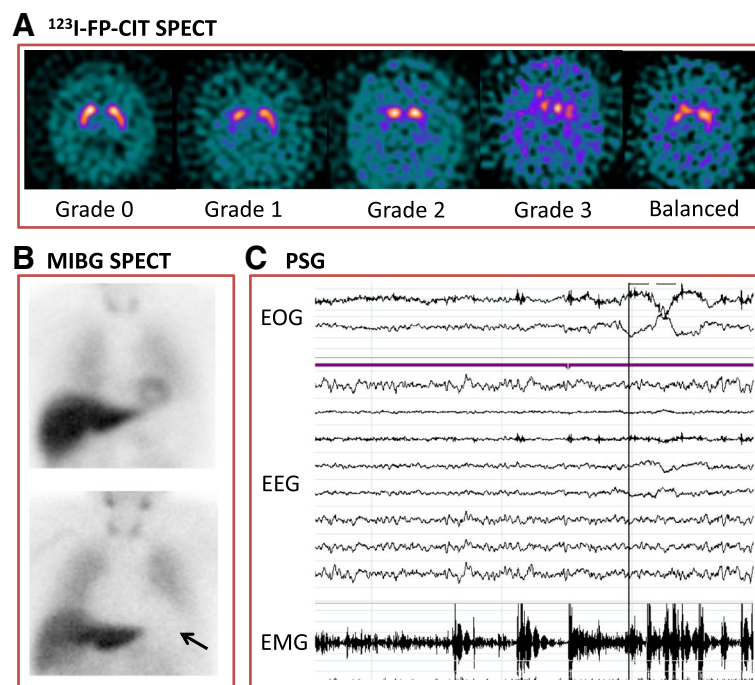 A ¹²³I-FP-CIT SPECT
Grade 0 Grade 1 Grade 2 Grade 3 Balanced
B MIBG SPECT
C PSG
EOG
EEG
EMG